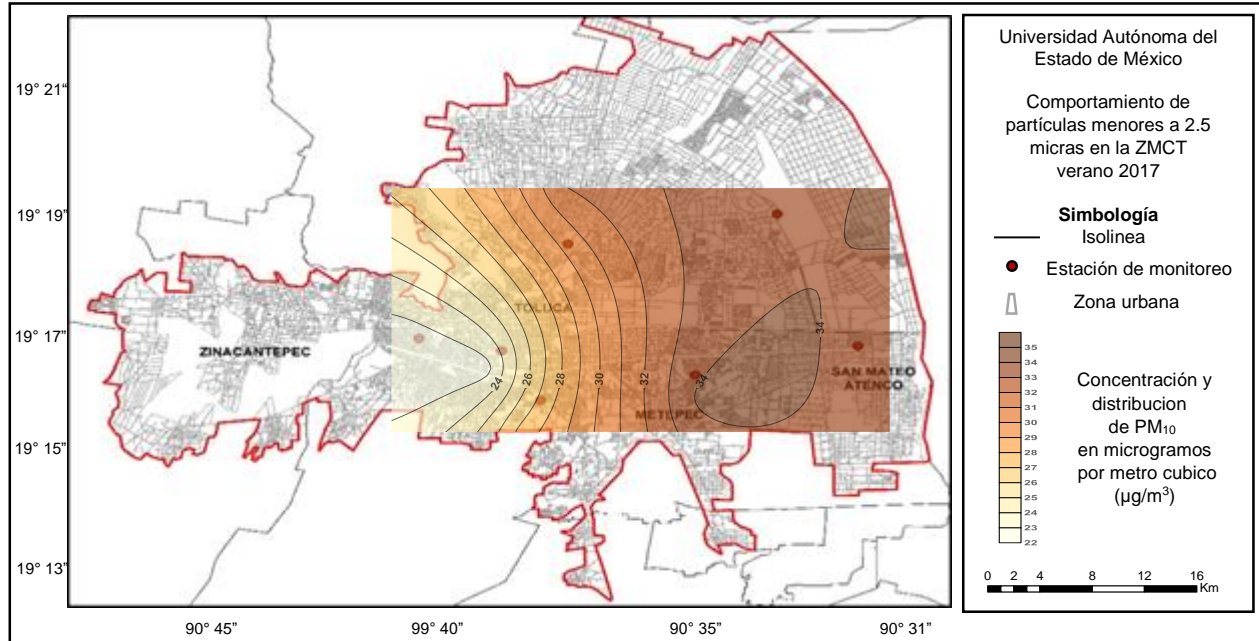 19° 21"
19° 19"
19° 17"
19° 15"
19° 13"
90° 45"
99° 40"
90° 35"
90° 31"
TOLUCA
ZINACANTEPEC
METEPEC
SAN MATEO
ATENCO
24
26
28
30
32
34
34
Universidad Autónoma del
Estado de México
Comportamiento de
partículas menores a 2.5
micras en la ZMCT
verano 2017
Simbología
Isolinea
Estación de monitoreo
Zona urbana
35
34
33
32
31
30
29
28
27
26
25
24
23
22
Concentración y
distribucion
de PM₁₀
en microgramos
por metro cubico
(µg/m³)
0 2 4 8 12 16
Km